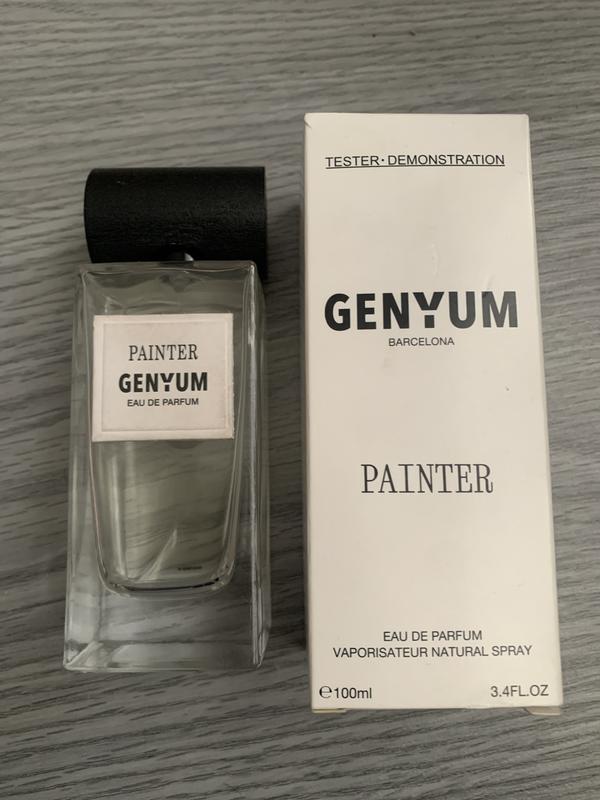 PAINTER
GENYUM
EAU DE PARFUM
TESTER·DEMONSTRATION
GENYUM
BARCELONA
PAINTER
EAU DE PARFUM
VAPORISATEUR NATURAL SPRAY
℮100ml 3.4FL.OZ